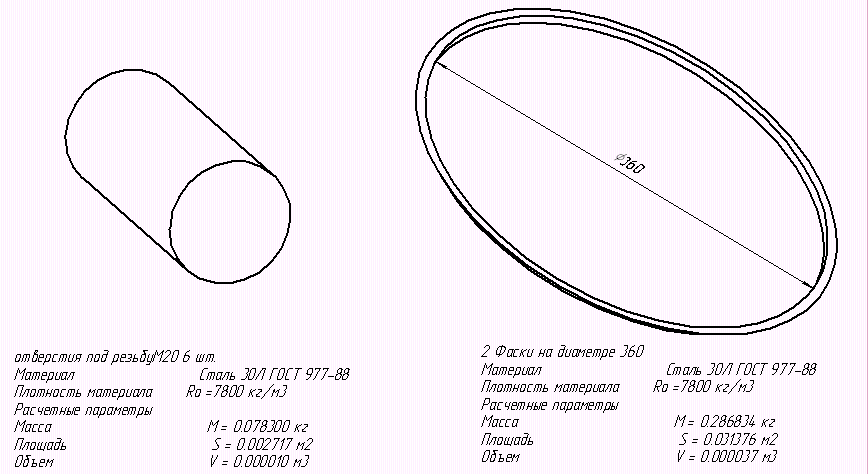 ⌀360
отверстия под резьбуМ20 6 шт.
Материал Сталь 30Л ГОСТ 977-88
Плотность материала Ro =7800 кг/м3
Расчетные параметры
Масса M = 0.078300 кг
Площадь S = 0.002717 м2
Объем V = 0.000010 м3
2 Фаски на диаметре 360
Материал Сталь 30Л ГОСТ 977-88
Плотность материала Ro =7800 кг/м3
Расчетные параметры
Масса M = 0.286834 кг
Площадь S = 0.031376 м2
Объем V = 0.000037 м3